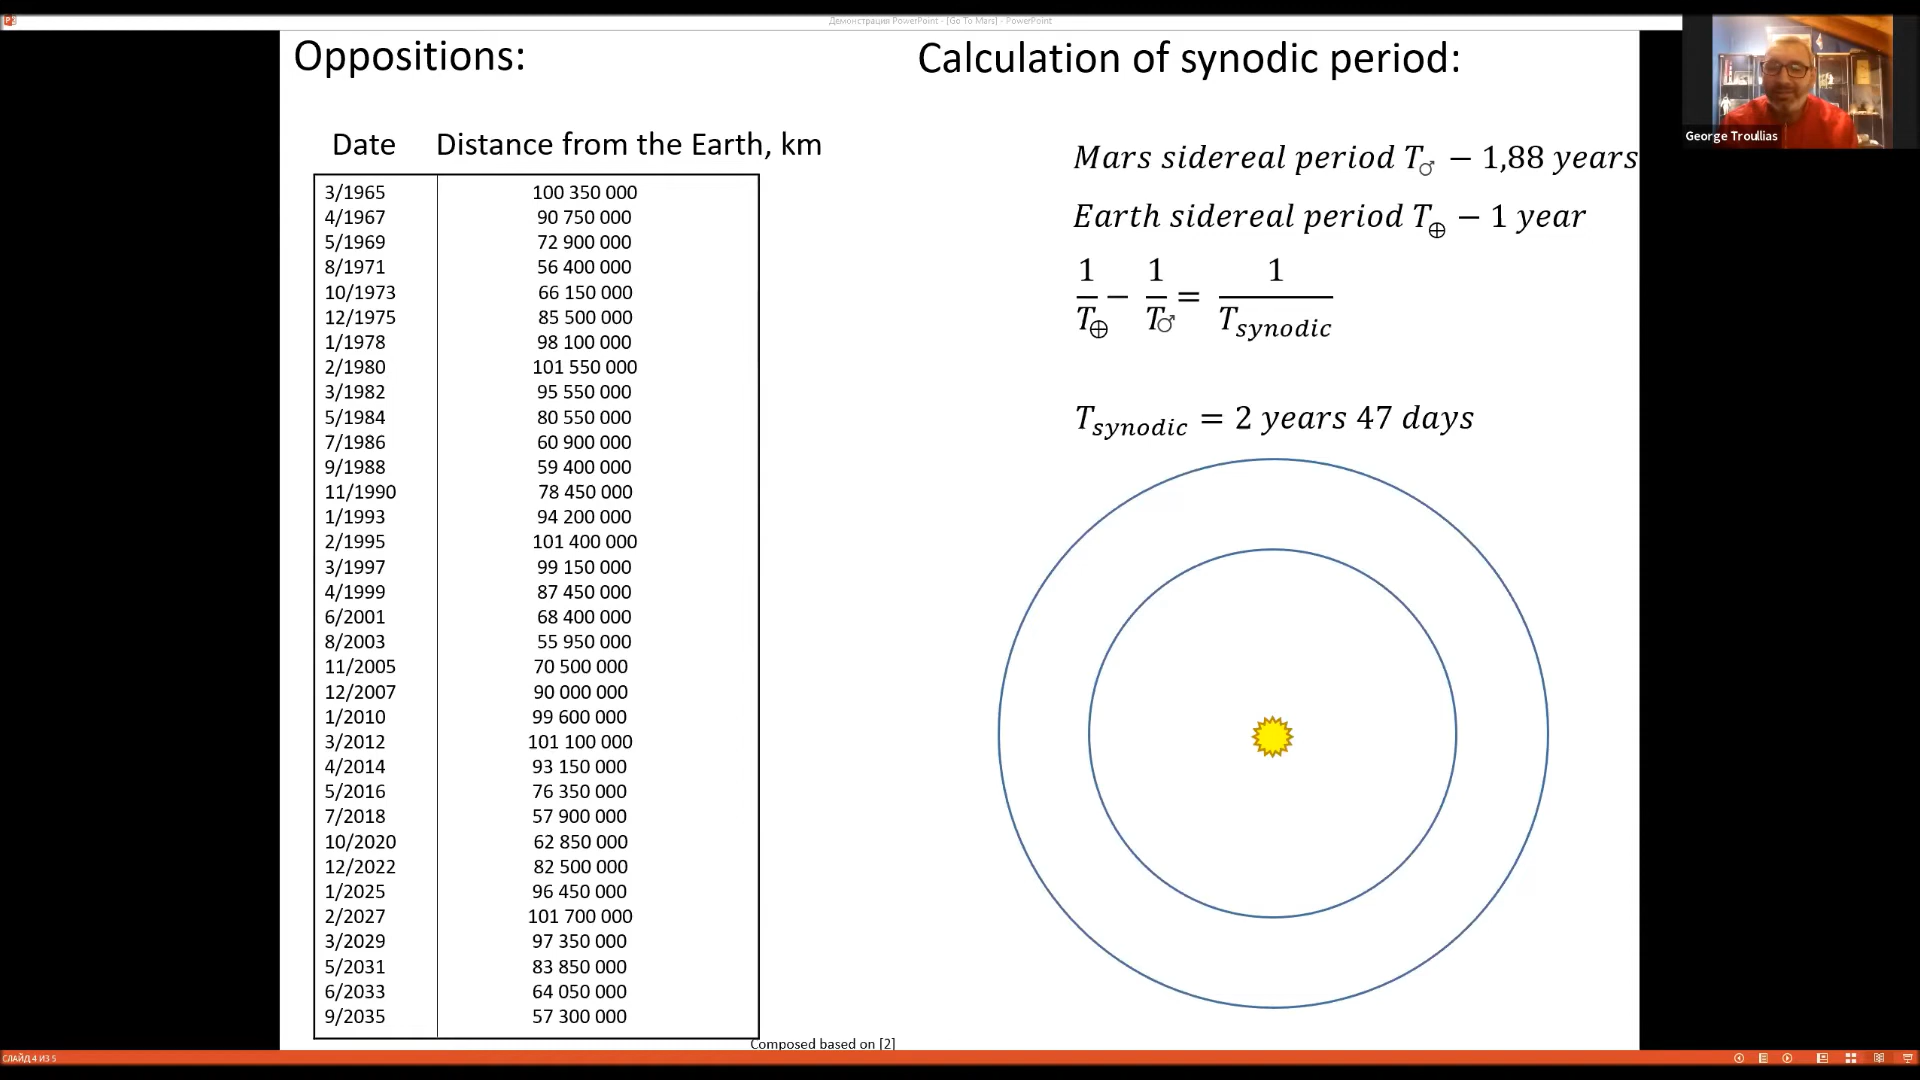 Демонстрация PowerPoint - [Go To Mars] - PowerPoint
Oppositions:
Date Distance from the Earth, km
3/1965 100 350 000
4/1967 90 750 000
5/1969 72 900 000
8/1971 56 400 000
10/1973 66 150 000
12/1975 85 500 000
1/1978 98 100 000
2/1980 101 550 000
3/1982 95 550 000
5/1984 80 550 000
7/1986 60 900 000
9/1988 59 400 000
11/1990 78 450 000
1/1993 94 200 000
2/1995 101 400 000
3/1997 99 150 000
4/1999 87 450 000
6/2001 68 400 000
8/2003 55 950 000
11/2005 70 500 000
12/2007 90 000 000
1/2010 99 600 000
3/2012 101 100 000
4/2014 93 150 000
5/2016 76 350 000
7/2018 57 900 000
10/2020 62 850 000
12/2022 82 500 000
1/2025 96 450 000
2/2027 101 700 000
3/2029 97 350 000
5/2031 83 850 000
6/2033 64 050 000
9/2035 57 300 000
Composed based on [2]
Calculation of synodic period:
Mars sidereal period T♂ − 1,88 years
Earth sidereal period T⊕ − 1 year
1/T⊕ − 1/T♂ = 1/Tsynodic
Tsynodic = 2 years 47 days
George Troullias
СЛАЙД 4 ИЗ 5